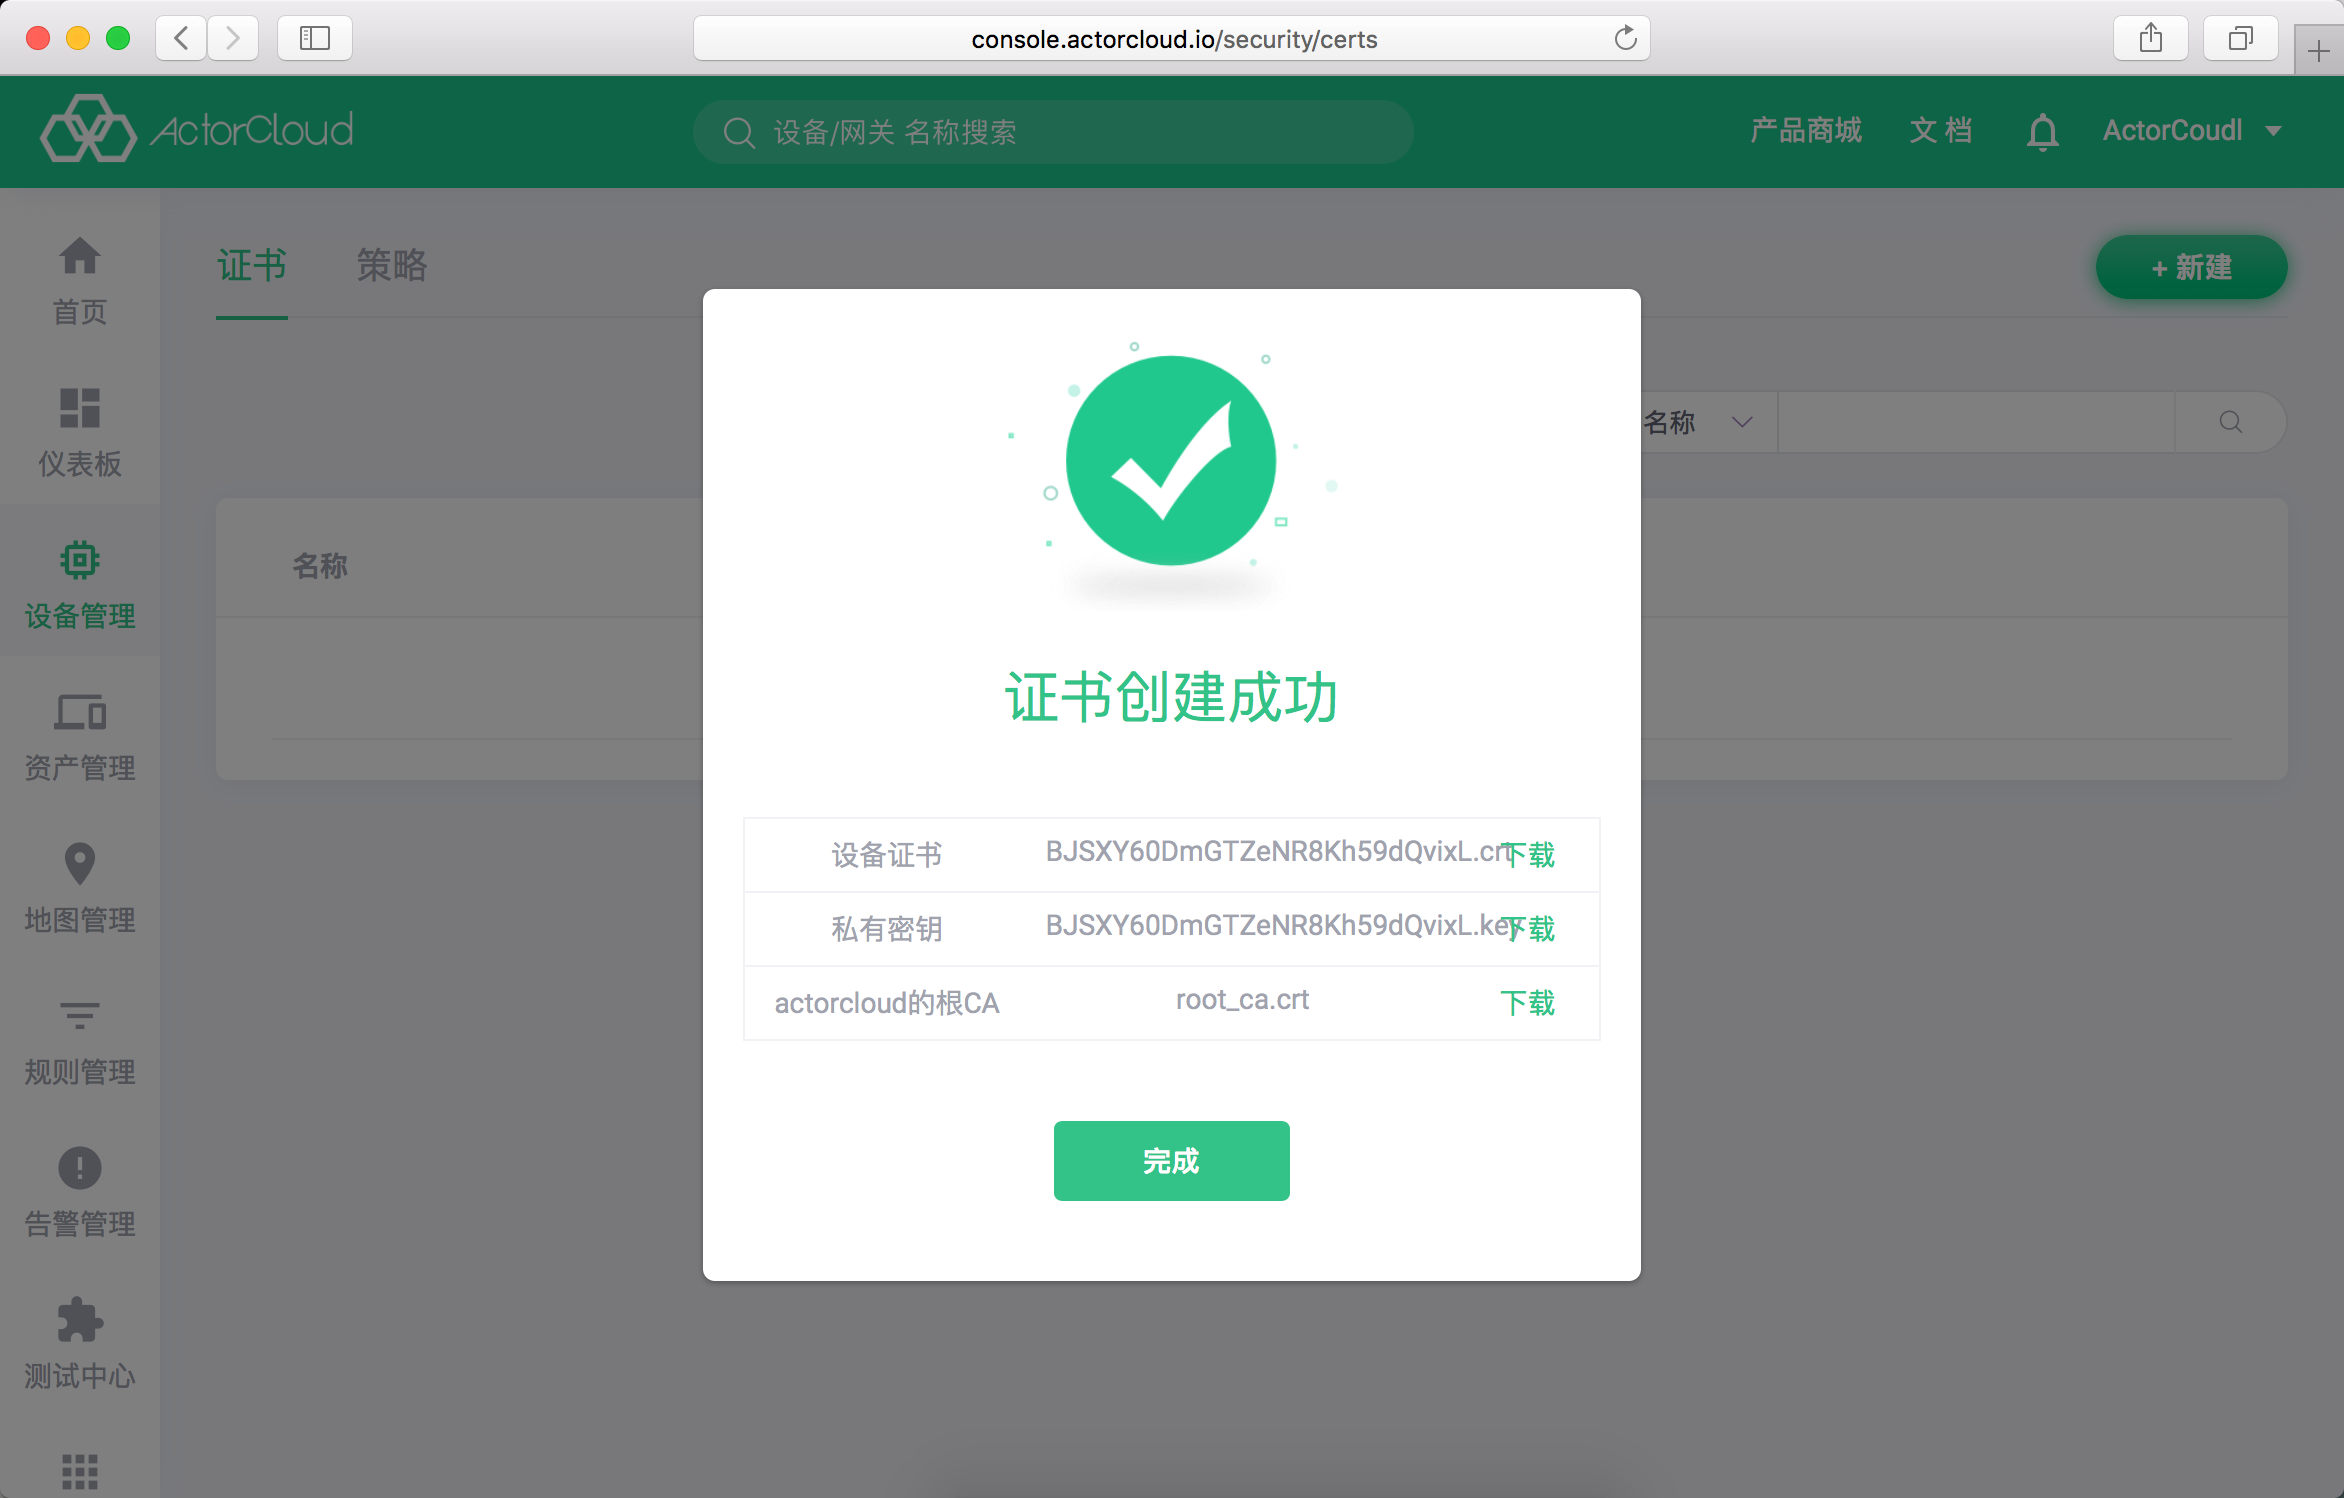 console.actorcloud.io/security/certs
ActorCloud
设备/网关 名称搜索
产品商城
文 档
ActorCoudl
首页
仪表板
设备管理
资产管理
地图管理
规则管理
告警管理
测试中心
证书
策略
+ 新建
名称
名称
证书创建成功
设备证书 BJSXY60DmGTZeNR8Kh59dQvixL.crt 下载
私有密钥 BJSXY60DmGTZeNR8Kh59dQvixL.key 下载
actorcloud的根CA root_ca.crt 下载
完成